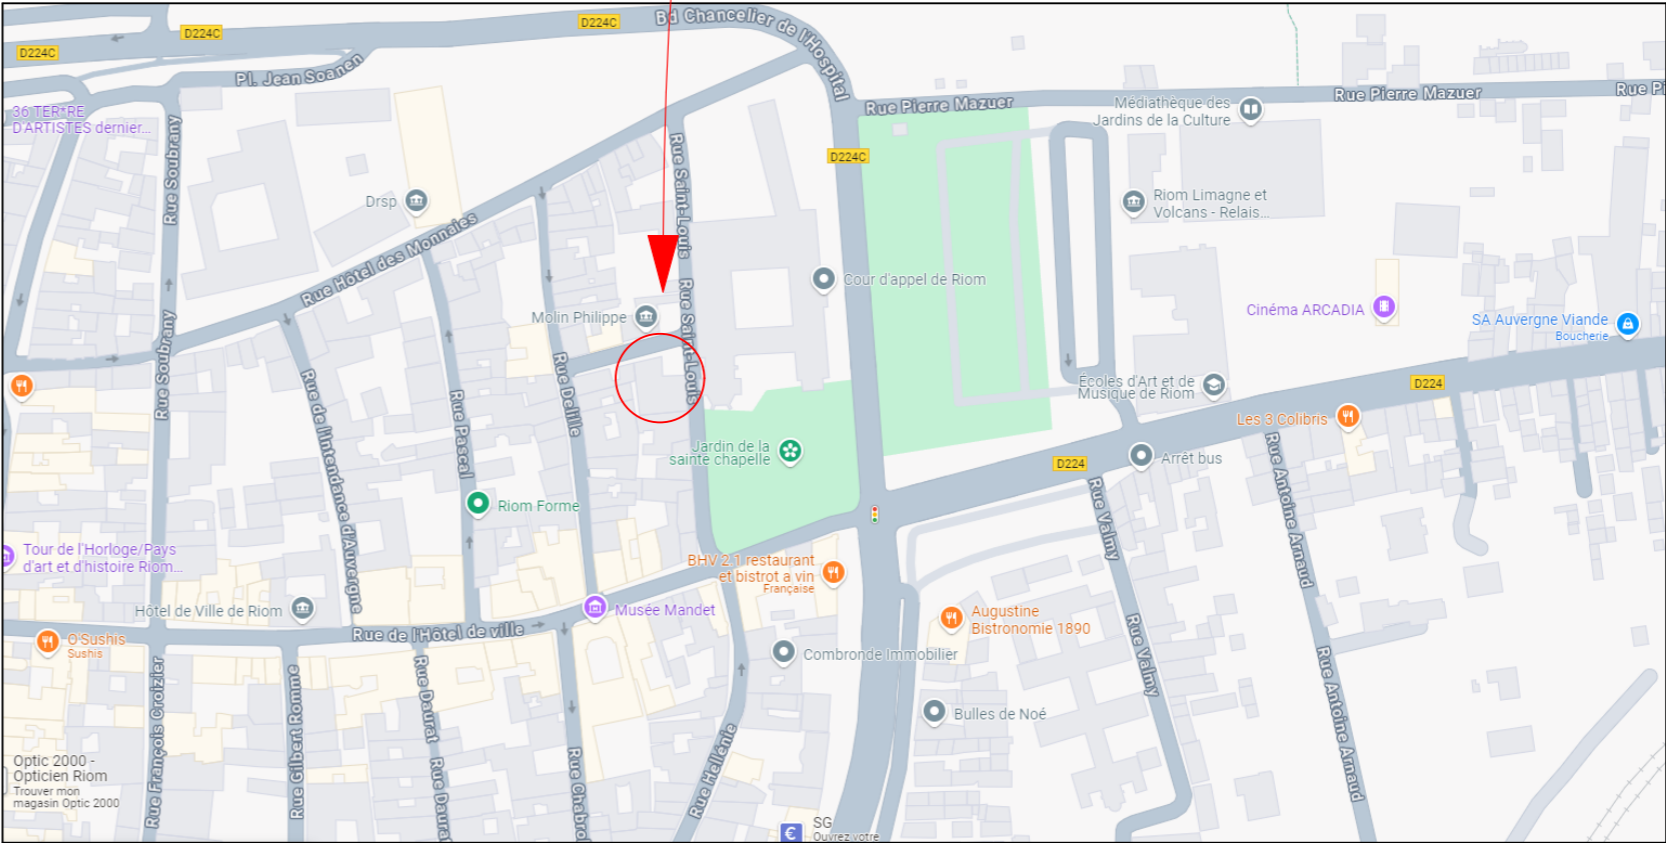 D224C
Bd Chancelier de l'Hospital
D224C
D224C
Pl. Jean Soanen
Rue Pierre Mazuer
Rue Pierre Mazuer
Médiathèque des
Jardins de la Culture
36 TER*RE
D'ARTISTES dernier...
Rue Soubrany
Rue Saint-Louis
D224C
Drsp
Riom Limagne et
Volcans - Relais...
Rue Hôtel des Monnaies
Cour d'appel de Riom
Molin Philippe
Rue Saint-Louis
Cinéma ARCADIA
SA Auvergne Viande
Boucherie
Rue Soubrany
Rue de l'Intendance d'Auvergne
Rue Pascal
Rue Delille
Écoles d'Art et de
Musique de Riom
D224
Les 3 Colibris
Jardin de la
sainte chapelle
D224
Arrêt bus
Riom Forme
Rue Valmy
Rue Antoine Arnaud
Tour de l'Horloge/Pays
d'art et d'histoire Riom...
BHV 2.1 restaurant
et bistrot a vin
Française
Hôtel de Ville de Riom
Musée Mandet
Augustine
Bistronomie 1890
O Sushis
Sushis
Rue de l'Hôtel de ville
Combronde Immobilier
Rue Valmy
Rue Antoine Arnaud
Rue François Croizier
Rue Gilbert Romme
Rue Daurat
Rue Daurat
Rue Chabrol
Rue Hellénie
Bulles de Noé
Optic 2000 -
Opticien Riom
Trouver mon
magasin Optic 2000
SG
Ouvrez votre
€